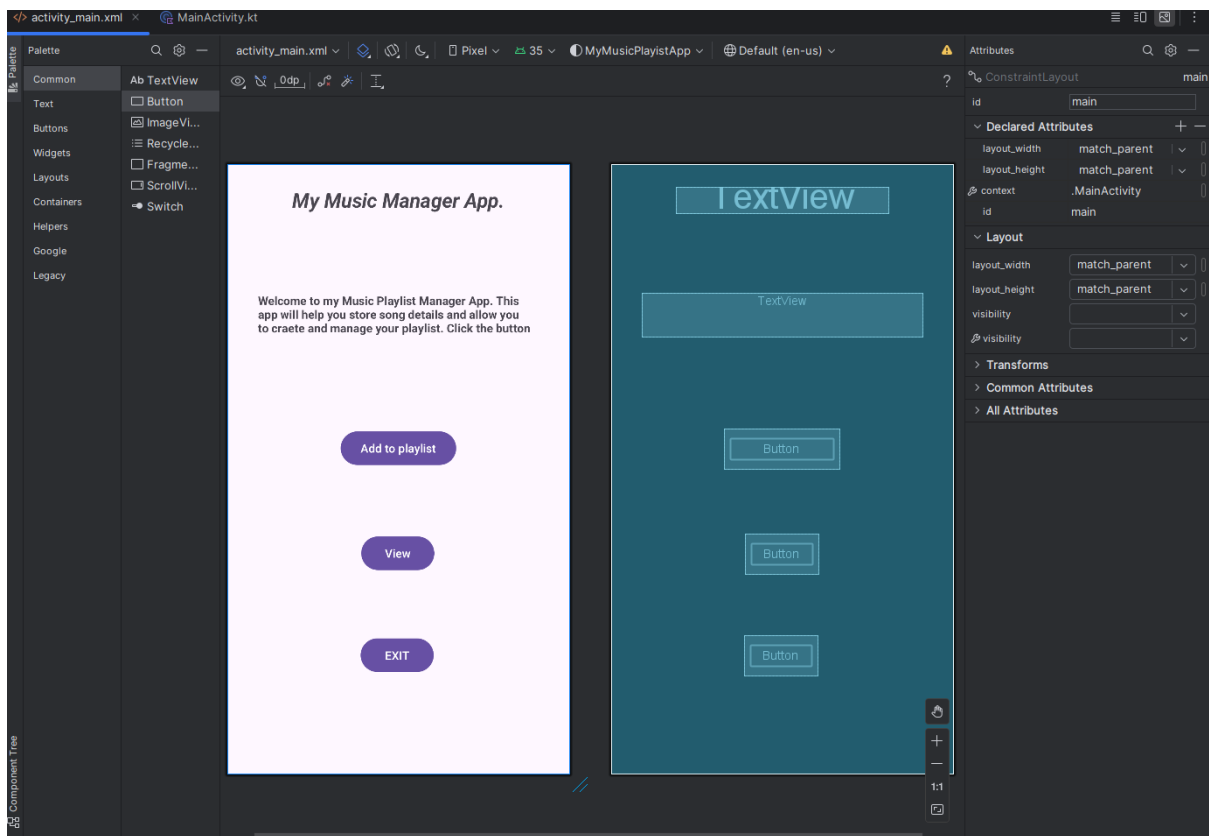 activity_main.xml MainActivity.kt
Palette
activity_main.xml Pixel 35 MyMusicPlayistApp Default (en-us)
Attributes
Palette
Common
Text
Buttons
Widgets
Layouts
Containers
Helpers
Google
Legacy
Ab TextView
Button
ImageVi...
Recycle...
Fragme...
ScrollVi...
Switch
0dp
?
My Music Manager App.
Welcome to my Music Playlist Manager App. This
app will help you store song details and allow you
to craete and manage your playlist. Click the button
Add to playlist
View
EXIT
TextView
TextView
Button
Button
Button
1:1
ConstraintLayout main
id main
Declared Attributes
layout_width match_parent
layout_height match_parent
context .MainActivity
id main
Layout
layout_width match_parent
layout_height match_parent
visibility
visibility
Transforms
Common Attributes
All Attributes
Component Tree